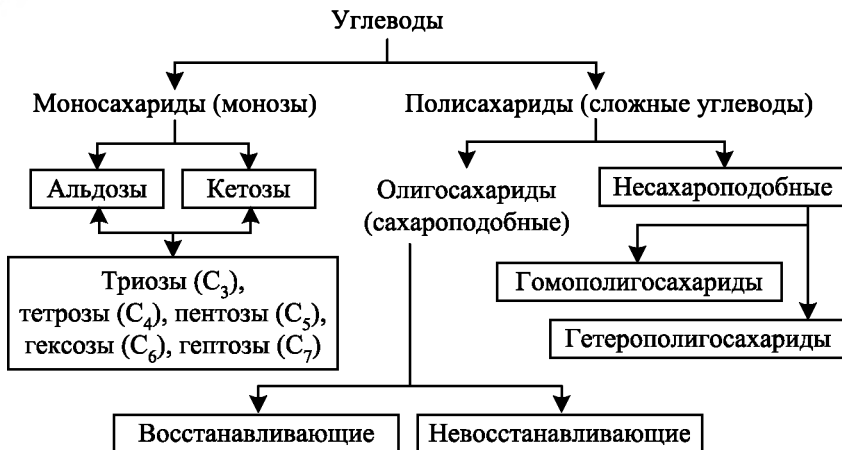 Углеводы
Моносахариды (монозы)
Полисахариды (сложные углеводы)
Альдозы
Кетозы
Олигосахариды
(сахароподобные)
Несахароподобные
Триозы (C₃),
тетрозы (C₄), пентозы (C₅),
гексозы (C₆), гептозы (C₇)
Гомополигосахариды
Гетерополигосахариды
Восстанавливающие
Невосстанавливающие